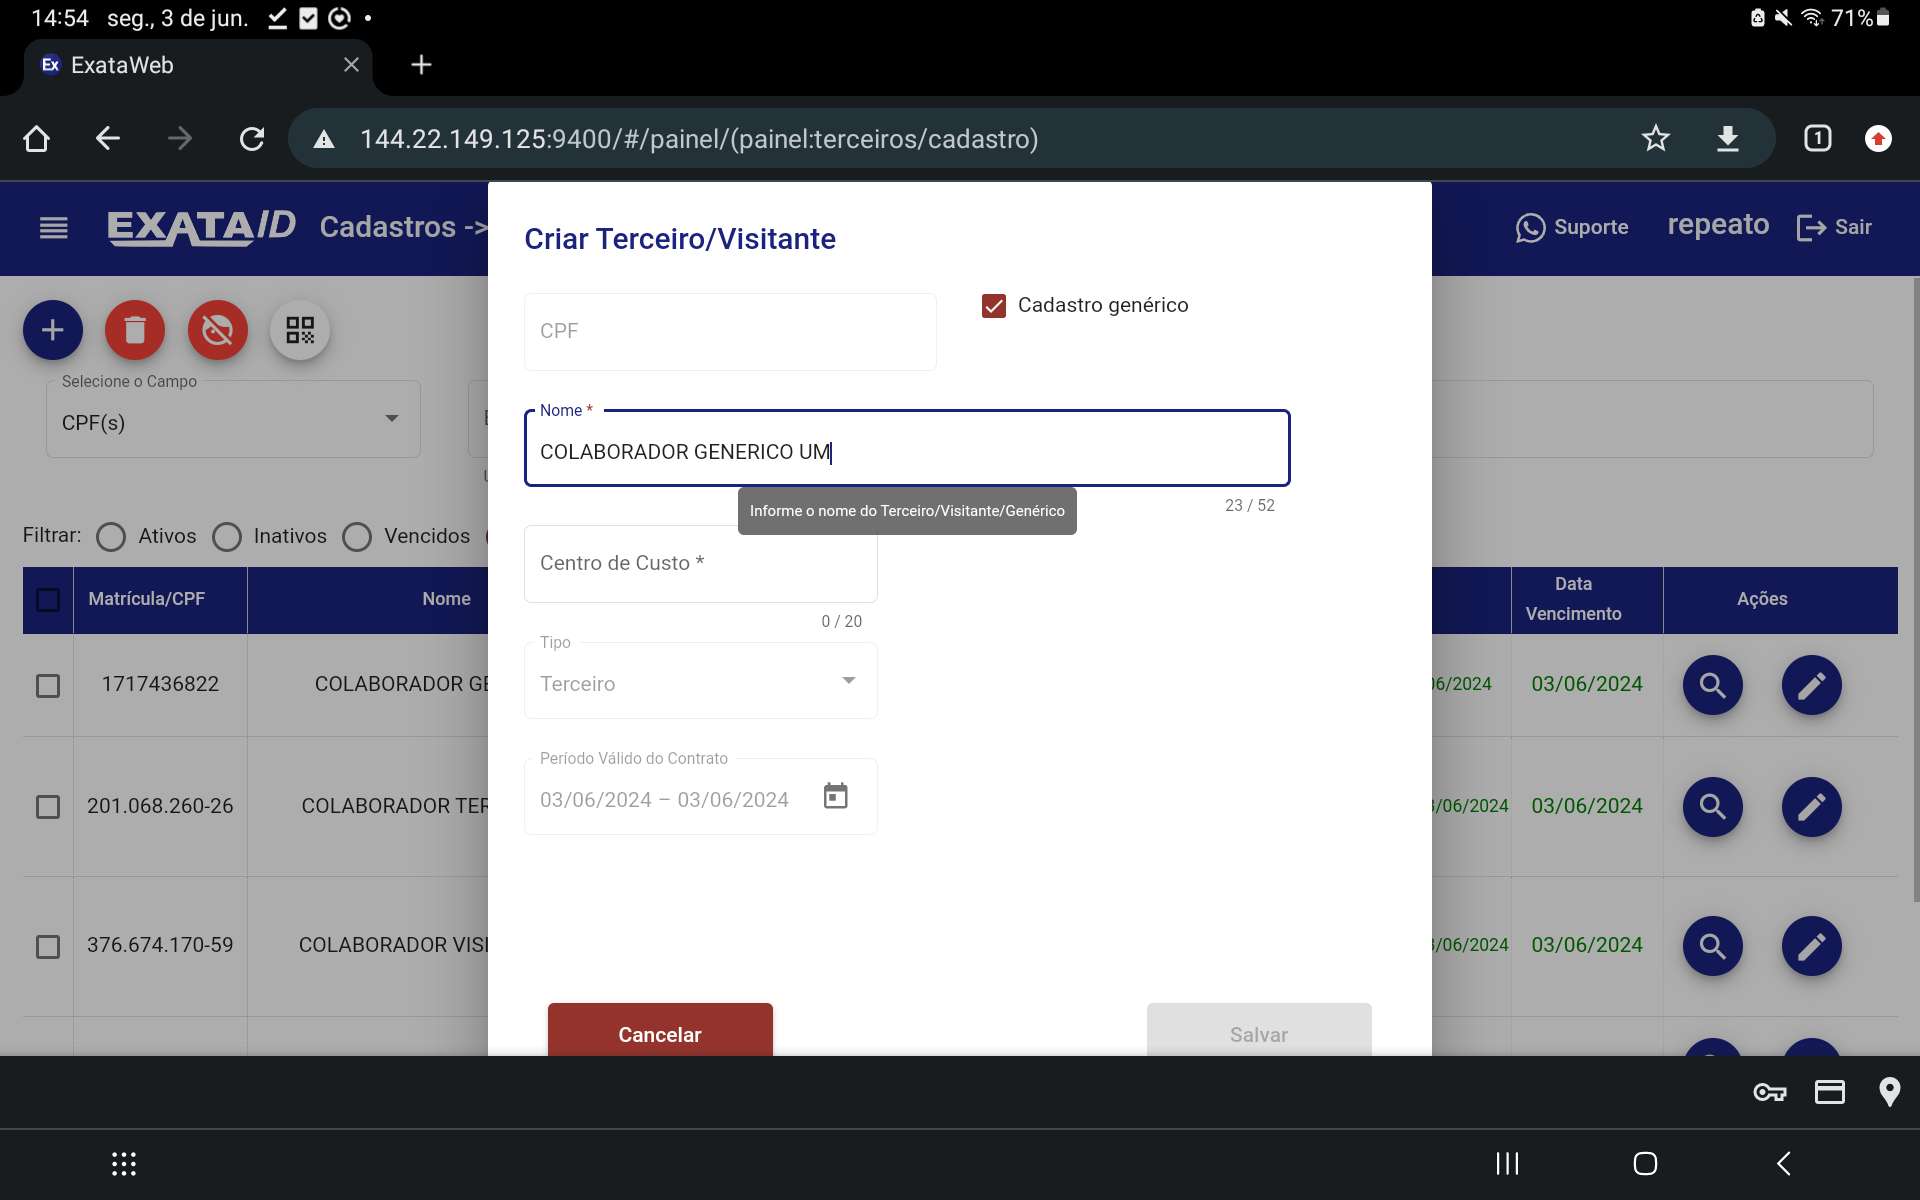 14:54 seg., 3 de jun.
71%
Ex ExataWeb
144.22.149.125:9400/#/painel/(painel:terceiros/cadastro)
1
EXATAID Cadastros ->
Suporte repeato Sair
Criar Terceiro/Visitante
CPF
Cadastro genérico
Selecione o Campo
CPF(s)
Nome *
COLABORADOR GENERICO UM
23 / 52
Informe o nome do Terceiro/Visitante/Genérico
Filtrar: Ativos Inativos Vencidos
Centro de Custo *
0 / 20
Matrícula/CPF Nome Data Vencimento Ações
Tipo
Terceiro
1717436822 COLABORADOR GE 06/2024 03/06/2024
Período Válido do Contrato
03/06/2024 – 03/06/2024
201.068.260-26 COLABORADOR TER 3/06/2024 03/06/2024
376.674.170-59 COLABORADOR VISI 3/06/2024 03/06/2024
Cancelar Salvar